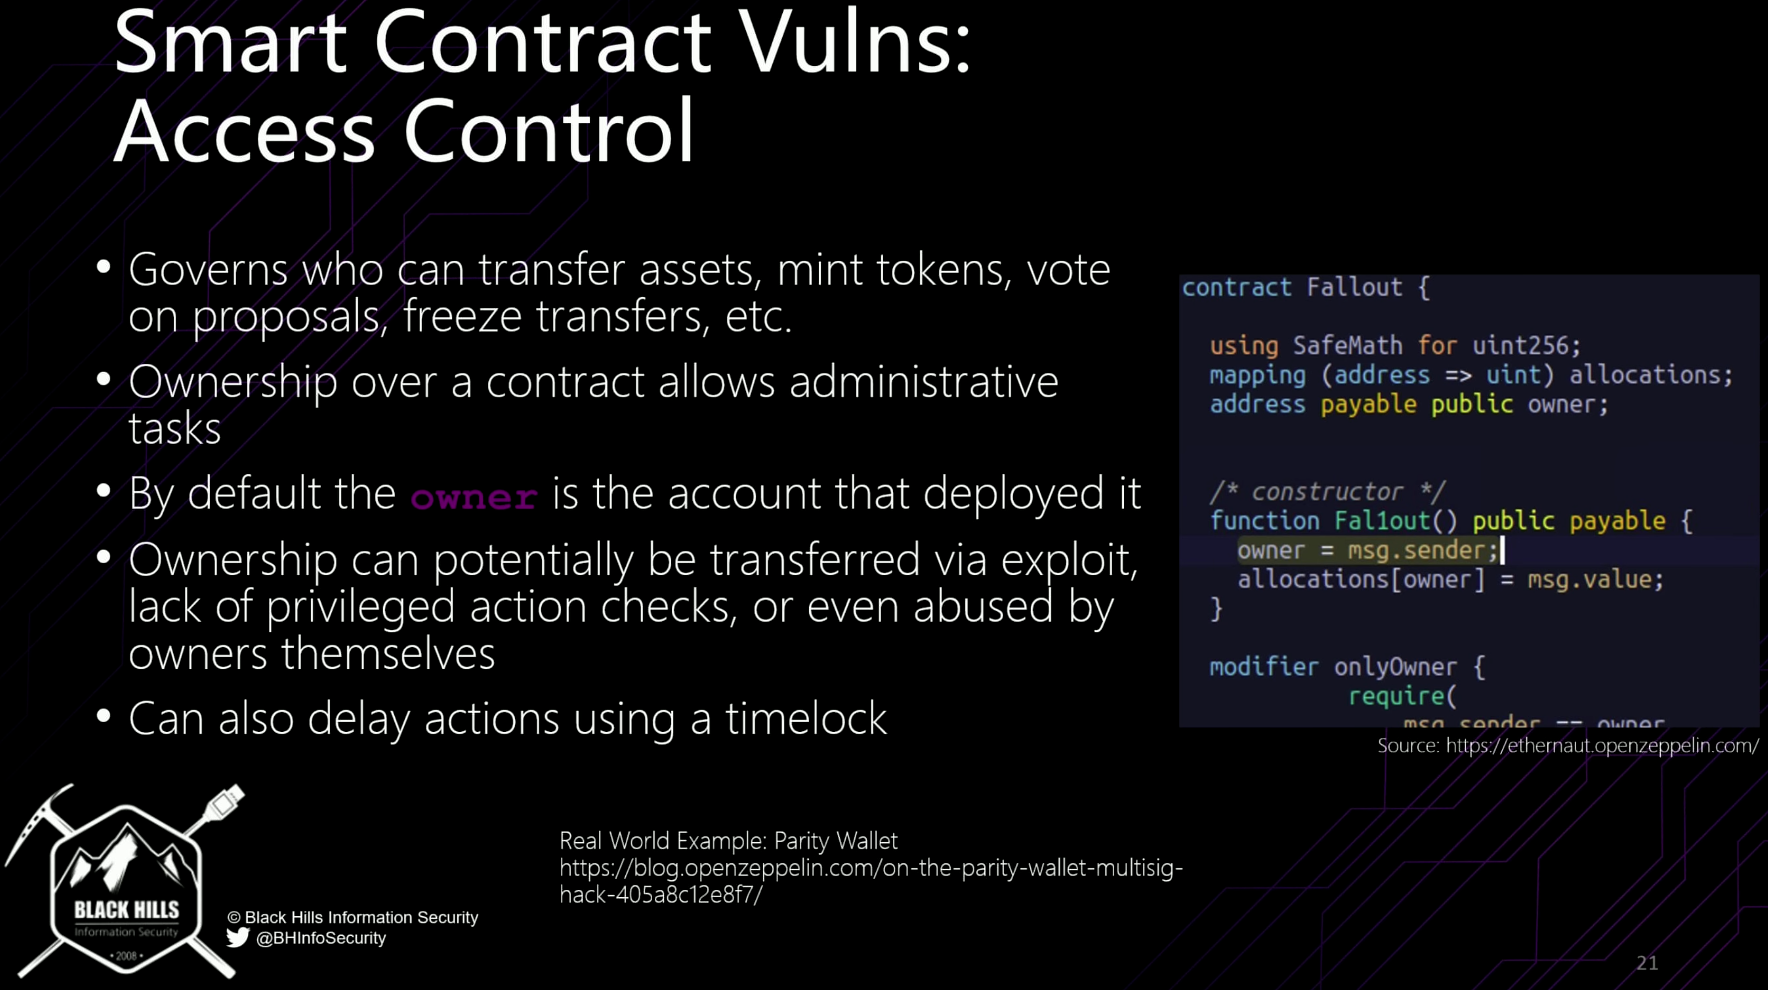 Smart Contract Vulns:
Access Control
• Governs who can transfer assets, mint tokens, vote
on proposals, freeze transfers, etc.
• Ownership over a contract allows administrative
tasks
• By default the owner is the account that deployed it
• Ownership can potentially be transferred via exploit,
lack of privileged action checks, or even abused by
owners themselves
• Can also delay actions using a timelock
contract Fallout {
using SafeMath for uint256;
mapping (address => uint) allocations;
address payable public owner;
/* constructor */
function Fal1out() public payable {
owner = msg.sender;
allocations[owner] = msg.value;
}
modifier onlyOwner {
require(
msg.sender == owner
Source: https://ethernaut.openzeppelin.com/
Real World Example: Parity Wallet
https://blog.openzeppelin.com/on-the-parity-wallet-multisig-
hack-405a8c12e8f7/
BLACK HILLS
Information Security
• 2008 •
© Black Hills Information Security
@BHInfoSecurity
21